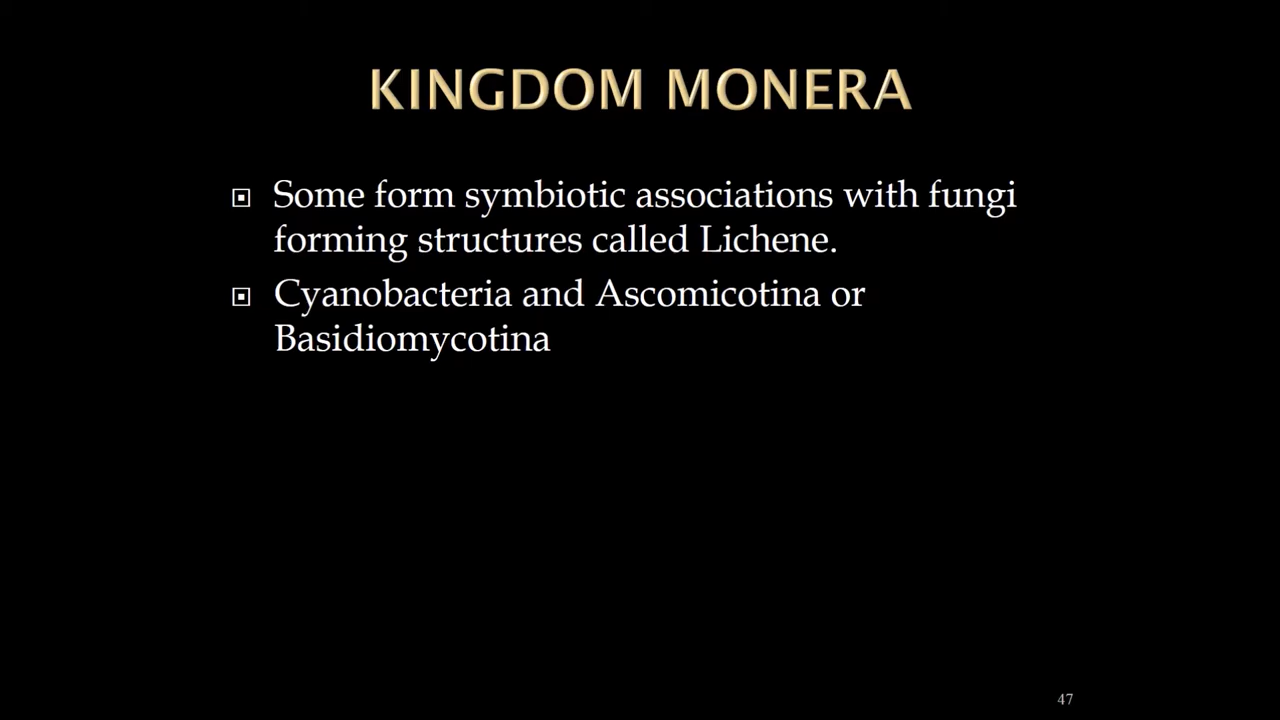 KINGDOM MONERA
Some form symbiotic associations with fungi
forming structures called Lichene.
Cyanobacteria and Ascomicotina or
Basidiomycotina
47